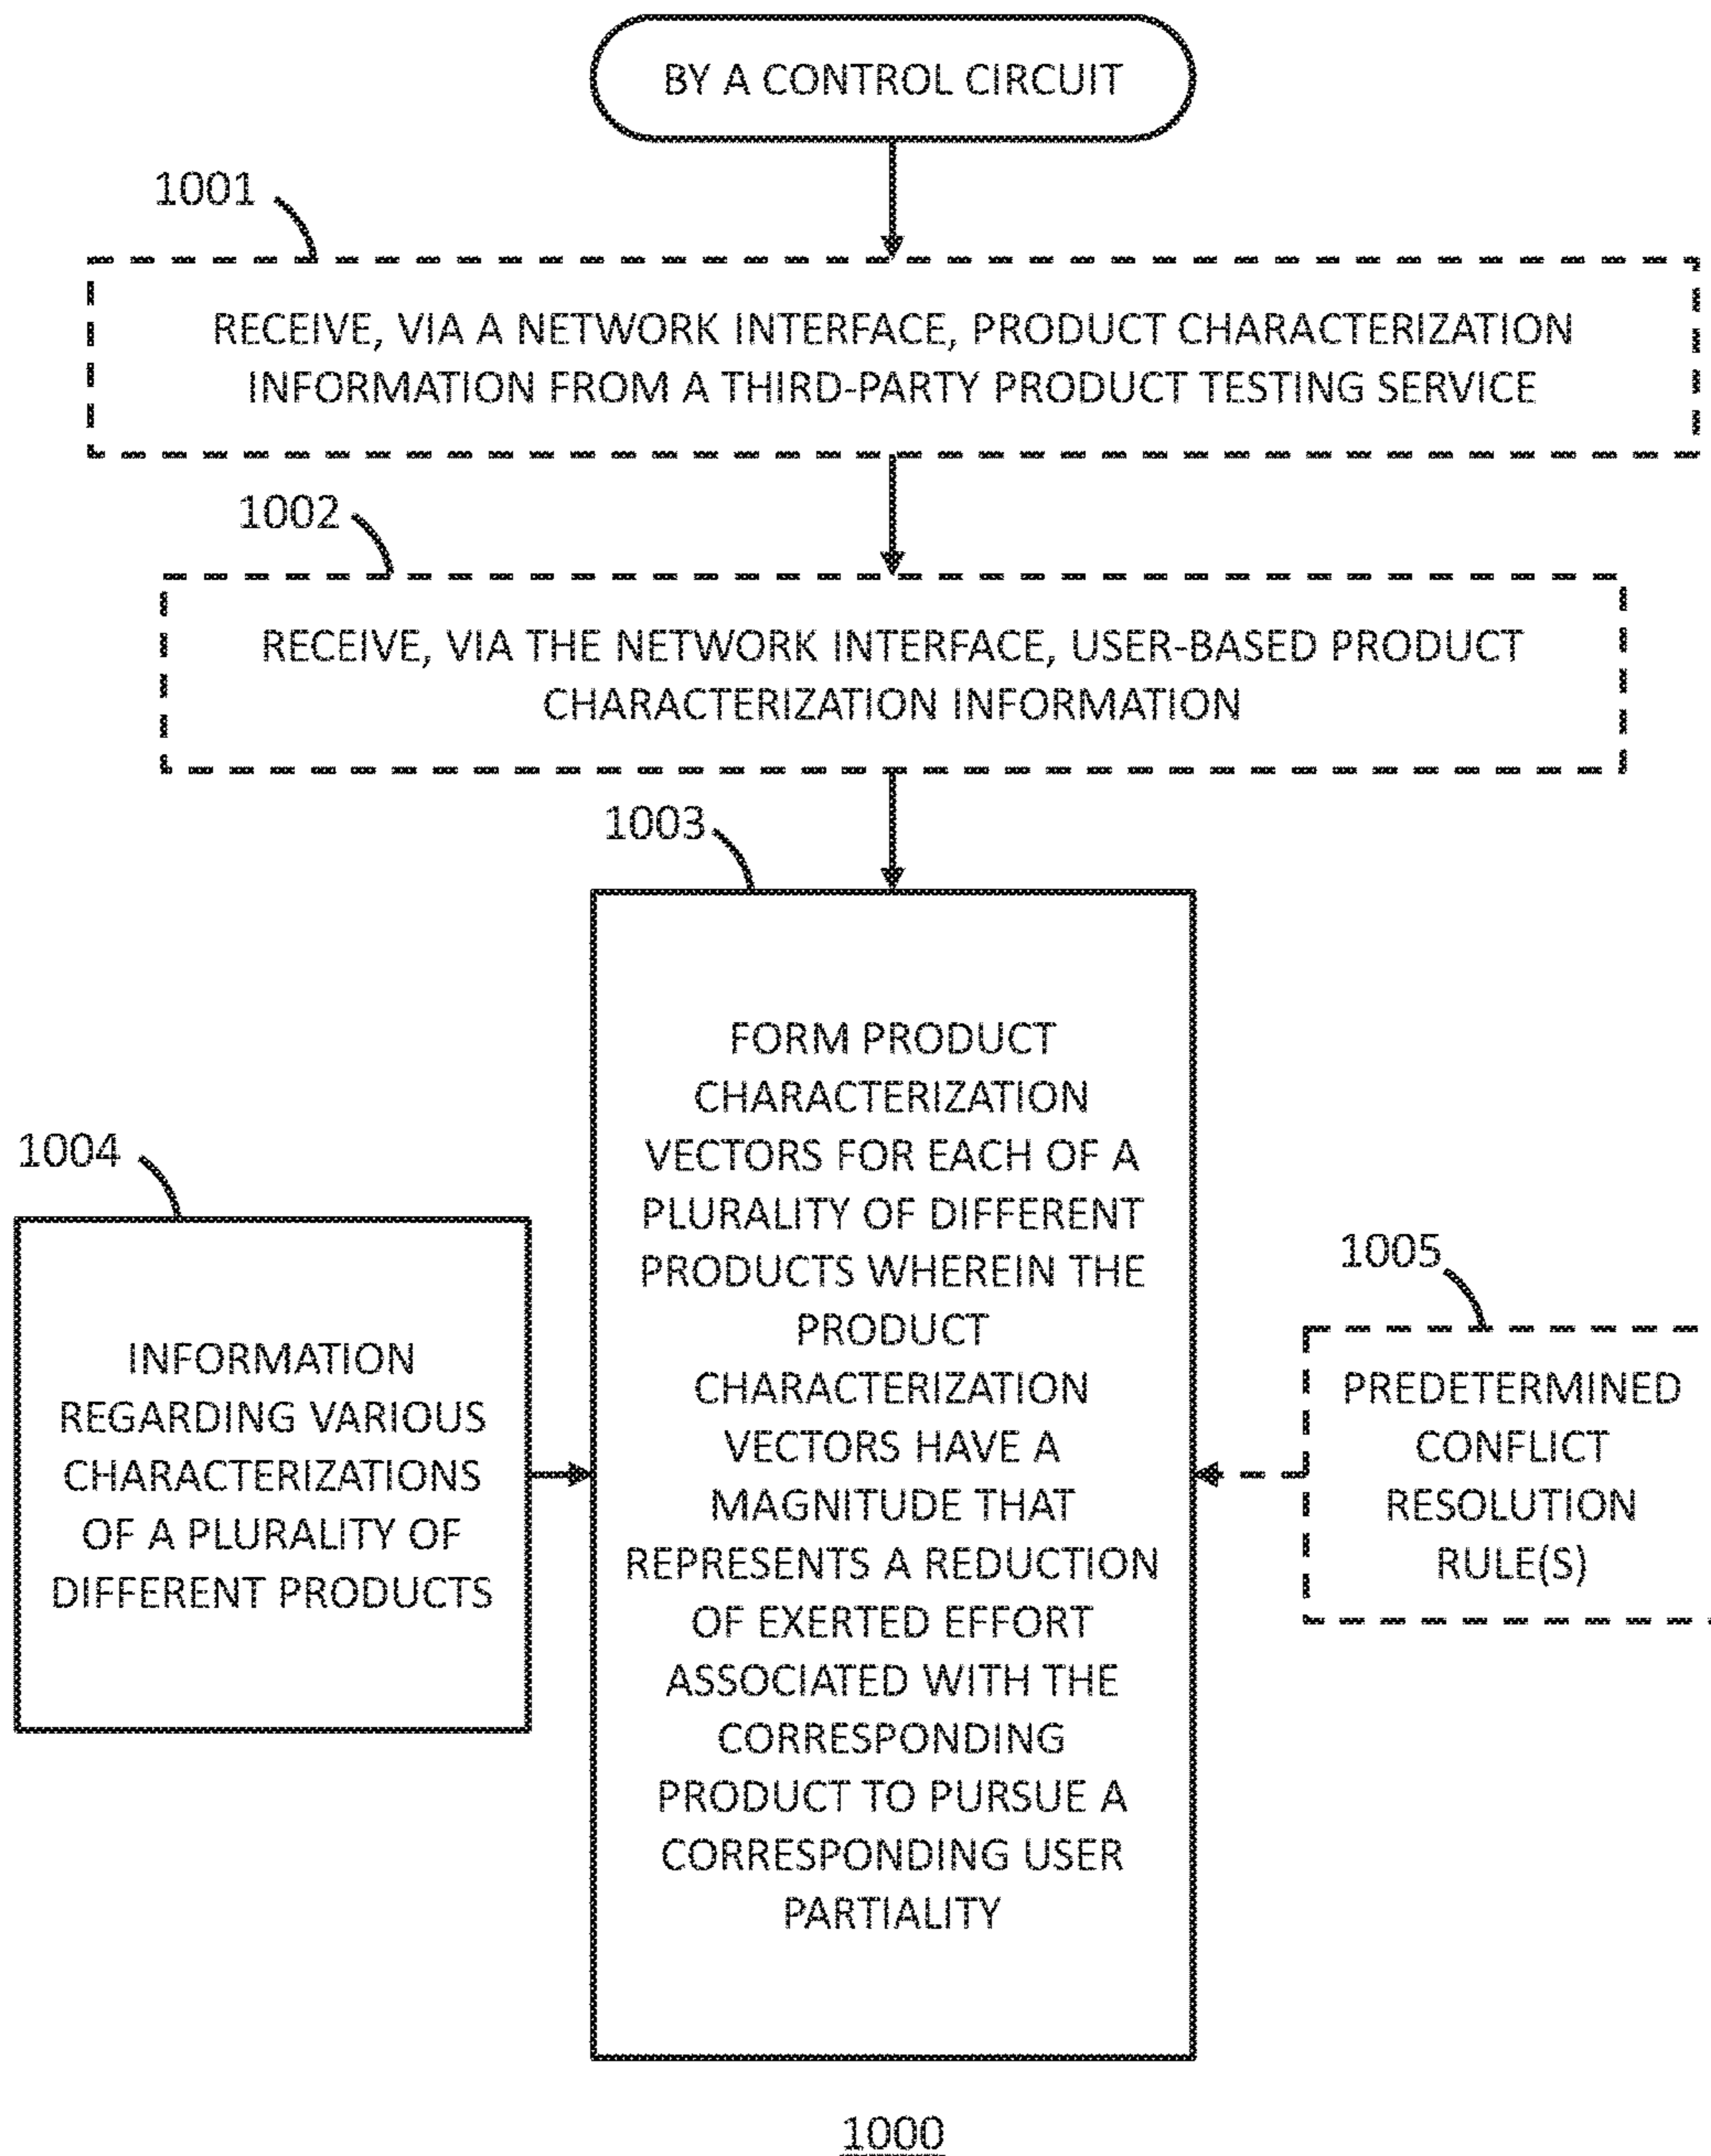 BY A CONTROL CIRCUIT
1001
RECEIVE, VIA A NETWORK INTERFACE, PRODUCT CHARACTERIZATION
INFORMATION FROM A THIRD-PARTY PRODUCT TESTING SERVICE
1002
RECEIVE, VIA THE NETWORK INTERFACE, USER-BASED PRODUCT
CHARACTERIZATION INFORMATION
1003
FORM PRODUCT
CHARACTERIZATION
VECTORS FOR EACH OF A
PLURALITY OF DIFFERENT
PRODUCTS WHEREIN THE
PRODUCT
CHARACTERIZATION
VECTORS HAVE A
MAGNITUDE THAT
REPRESENTS A REDUCTION
OF EXERTED EFFORT
ASSOCIATED WITH THE
CORRESPONDING
PRODUCT TO PURSUE A
CORRESPONDING USER
PARTIALITY
1004
INFORMATION
REGARDING VARIOUS
CHARACTERIZATIONS
OF A PLURALITY OF
DIFFERENT PRODUCTS
1005
PREDETERMINED
CONFLICT
RESOLUTION
RULE(S)
1000